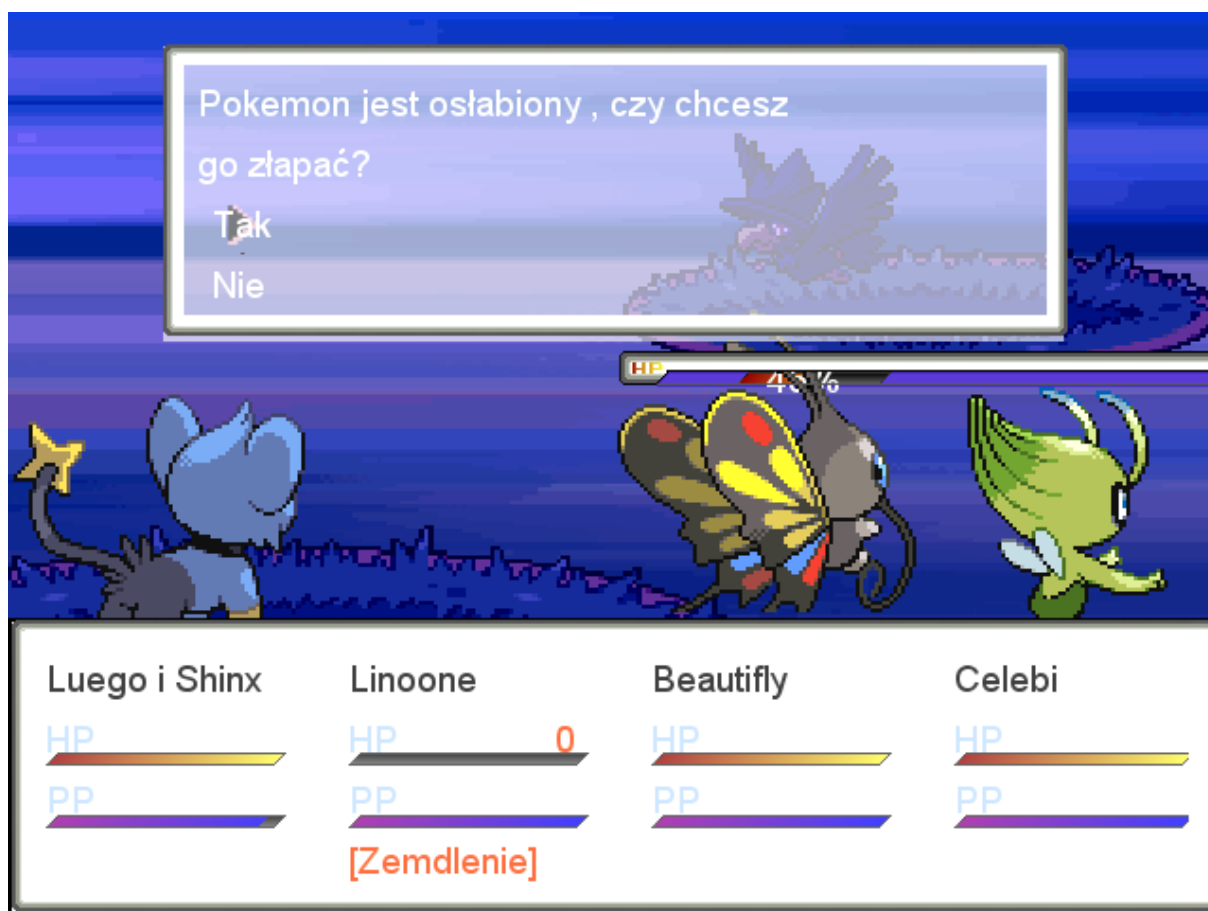 Pokemon jest osłabiony , czy chcesz
go złapać?
Tak
Nie
HP
Luego i Shinx Linoone Beautifly Celebi
HP HP 0 HP HP
PP PP PP PP
[Zemdlenie]